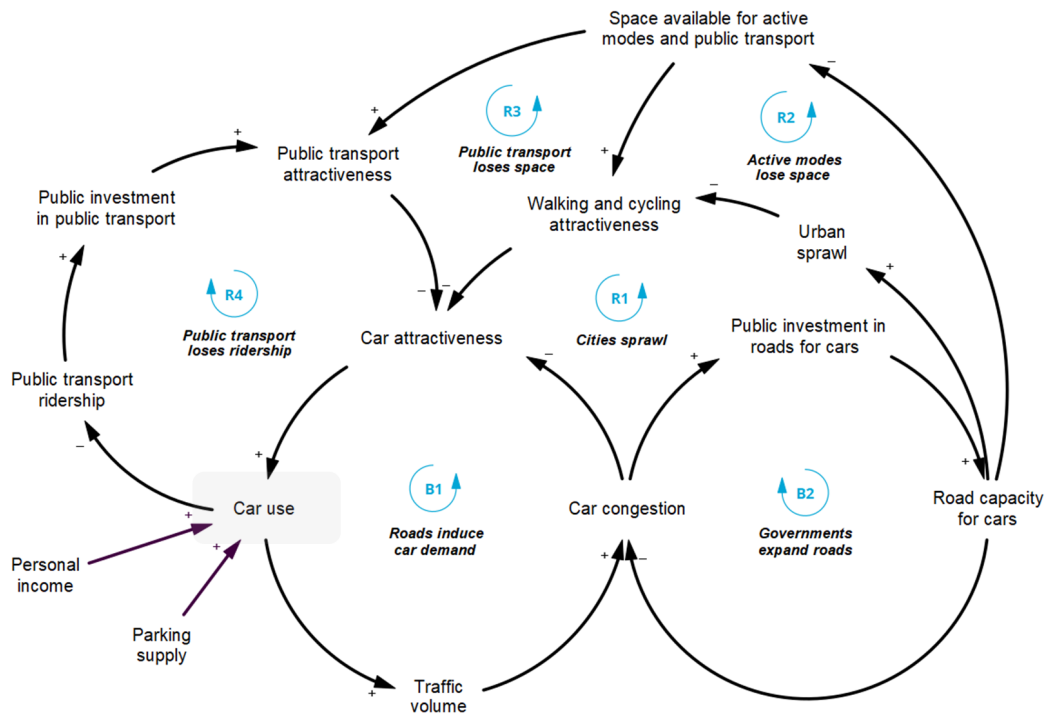 Space available for active
modes and public transport
−
+
R3
Public transport
loses space
R2
Active modes
lose space
+
Public transport
attractiveness
+
−
Public investment
in public transport
Walking and cycling
attractiveness
Urban
sprawl
+
+
R4
Public transport
loses ridership
− −
R1
Cities sprawl
Public investment in
roads for cars
Car attractiveness
−
+
Public transport
ridership
−
+
+
Car use
B1
Roads induce
car demand
Car congestion
B2
Governments
expand roads
Road capacity
for cars
+
+
+
−
Personal
income
Parking
supply
+
Traffic
volume